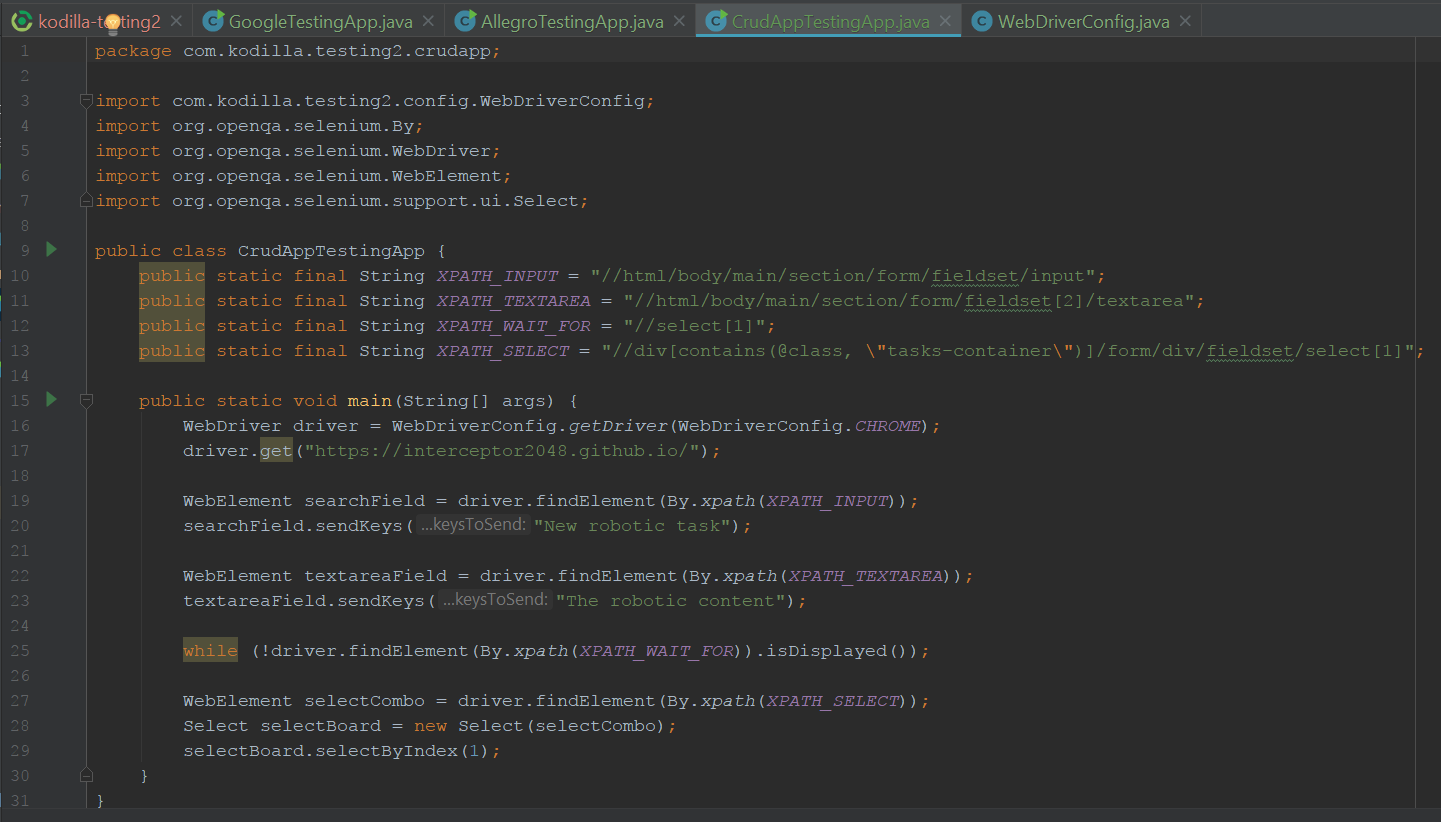 kodilla-testing2 GoogleTestingApp.java AllegroTestingApp.java CrudAppTestingApp.java WebDriverConfig.java
1 package com.kodilla.testing2.crudapp;
2
3 import com.kodilla.testing2.config.WebDriverConfig;
4 import org.openqa.selenium.By;
5 import org.openqa.selenium.WebDriver;
6 import org.openqa.selenium.WebElement;
7 import org.openqa.selenium.support.ui.Select;
8
9 public class CrudAppTestingApp {
10 public static final String XPATH_INPUT = "//html/body/main/section/form/fieldset/input";
11 public static final String XPATH_TEXTAREA = "//html/body/main/section/form/fieldset[2]/textarea";
12 public static final String XPATH_WAIT_FOR = "//select[1]";
13 public static final String XPATH_SELECT = "//div[contains(@class, \"tasks-container\")]/form/div/fieldset/select[1]";
14
15 public static void main(String[] args) {
16 WebDriver driver = WebDriverConfig.getDriver(WebDriverConfig.CHROME);
17 driver.get("https://interceptor2048.github.io/");
18
19 WebElement searchField = driver.findElement(By.xpath(XPATH_INPUT));
20 searchField.sendKeys( ...keysToSend: "New robotic task");
21
22 WebElement textareaField = driver.findElement(By.xpath(XPATH_TEXTAREA));
23 textareaField.sendKeys( ...keysToSend: "The robotic content");
24
25 while (!driver.findElement(By.xpath(XPATH_WAIT_FOR)).isDisplayed());
26
27 WebElement selectCombo = driver.findElement(By.xpath(XPATH_SELECT));
28 Select selectBoard = new Select(selectCombo);
29 selectBoard.selectByIndex(1);
30 }
31 }